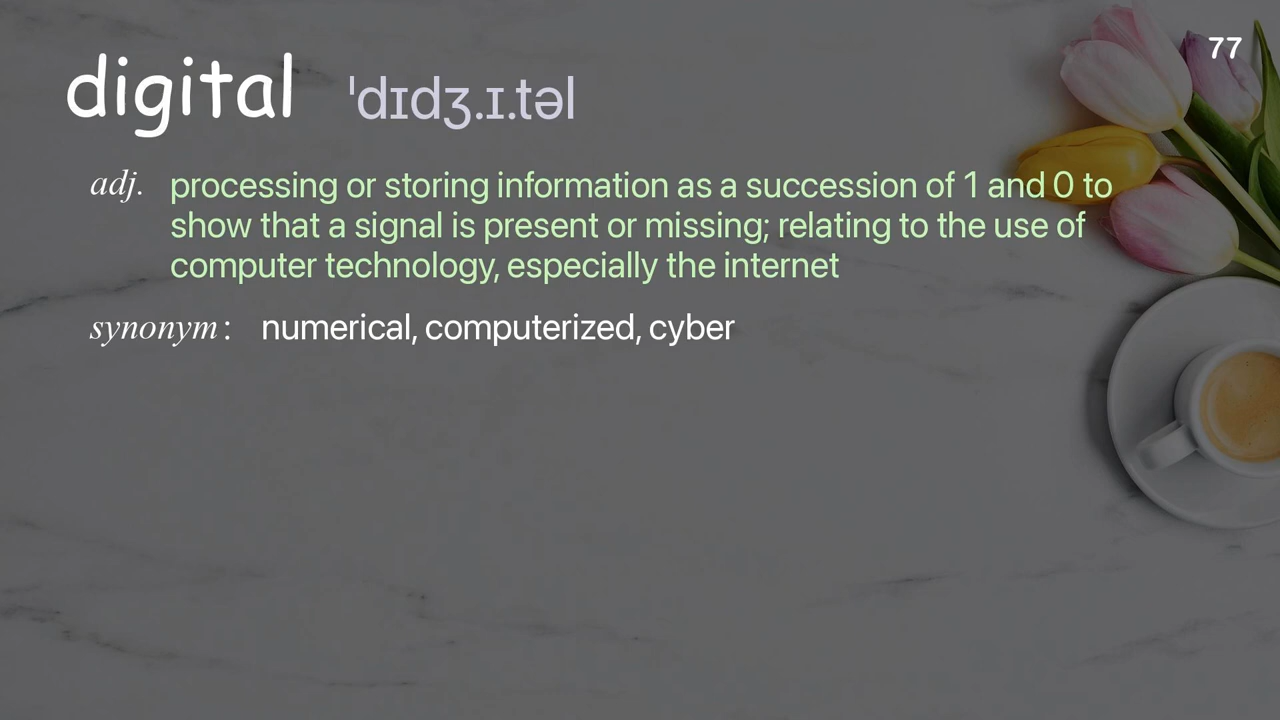 77
digital ˈdɪdʒ.ɪ.təl
adj. processing or storing information as a succession of 1 and 0 to
show that a signal is present or missing; relating to the use of
computer technology, especially the internet
synonym: numerical, computerized, cyber